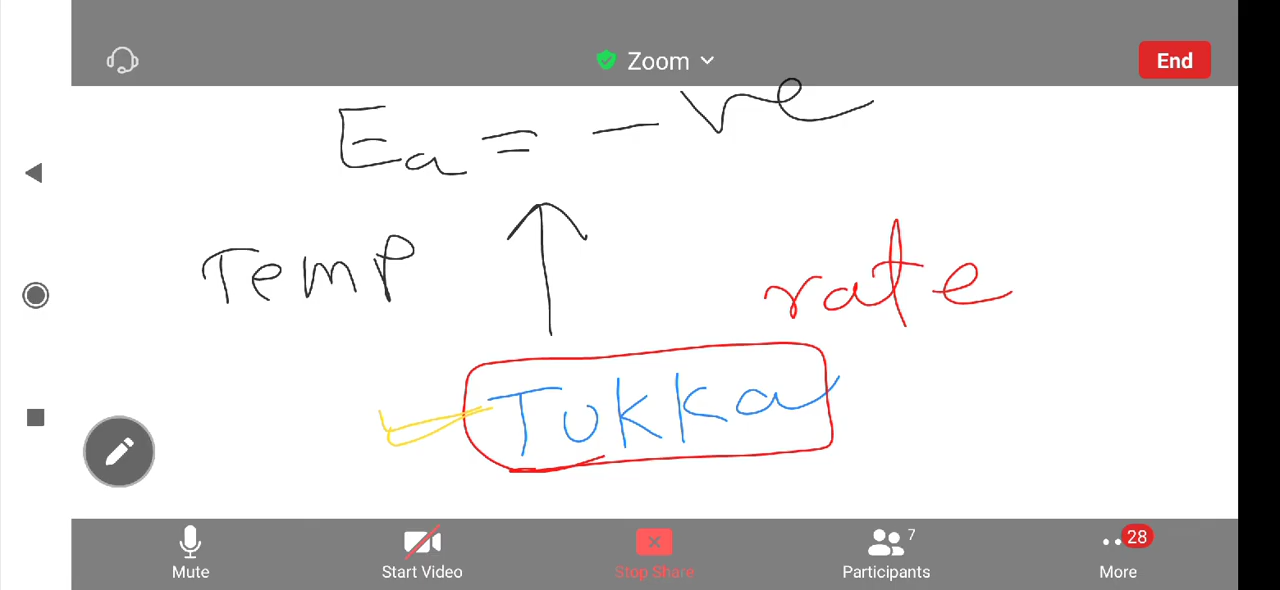 Zoom
End
Ea = -ve
Temp ↑ rate
Tukka
Mute Start Video Stop Share Participants 7 More 28